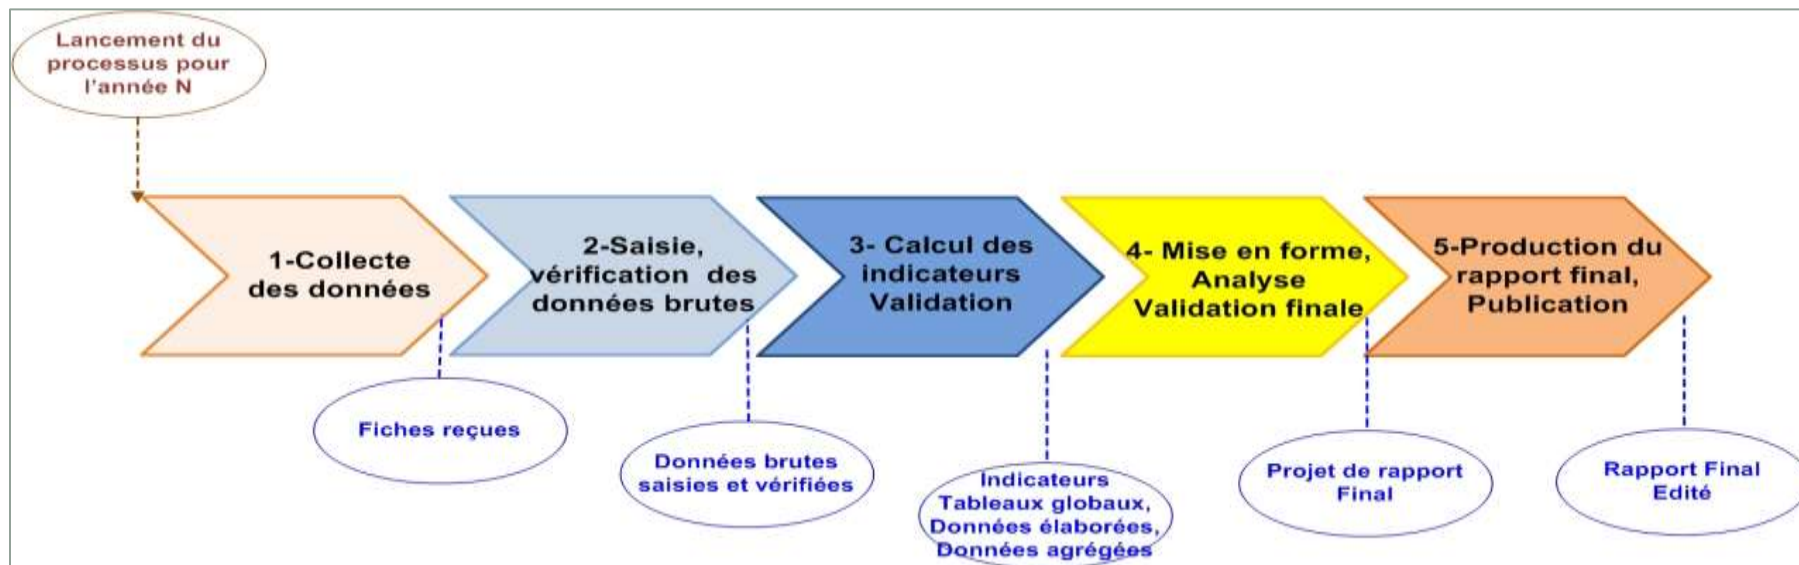 Lancement du
processus pour
l'année N
1-Collecte
des données
2-Saisie,
vérification des
données brutes
3- Calcul des
indicateurs
Validation
4- Mise en forme,
Analyse
Validation finale
5-Production du
rapport final,
Publication
Fiches reçues
Données brutes
saisies et vérifiées
Indicateurs
Tableaux globaux,
Données élaborées,
Données agrégées
Projet de rapport
Final
Rapport Final
Edité